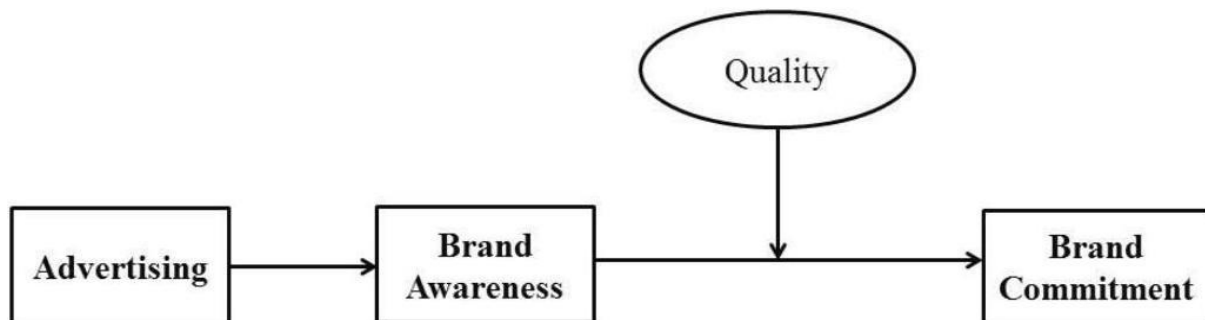 Quality
Advertising
Brand
Awareness
Brand
Commitment